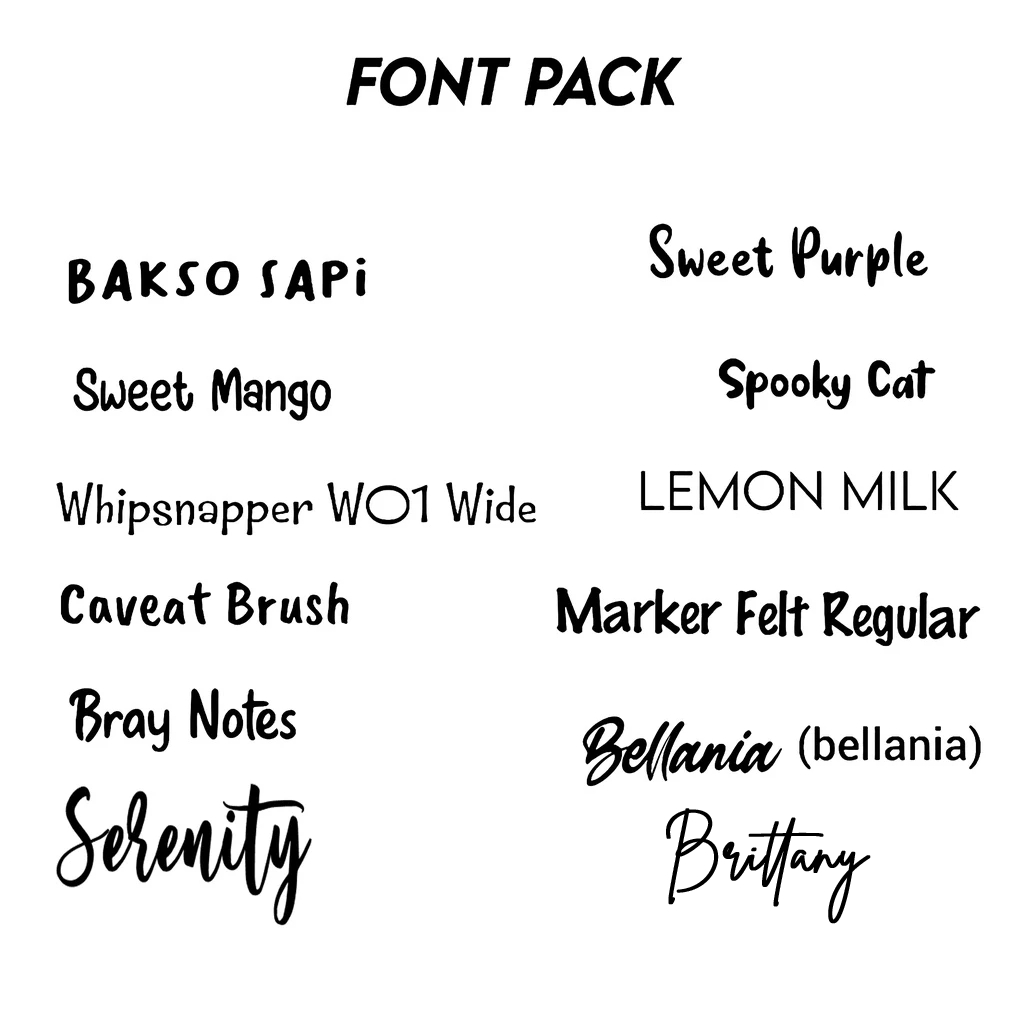 FONT PACK
BAKSO SAPi
Sweet Mango
Whipsnapper W01 Wide
Caveat Brush
Bray Notes
Serenity
Sweet Purple
Spooky Cat
LEMON MILK
Marker Felt Regular
Bellania (bellania)
Brittany